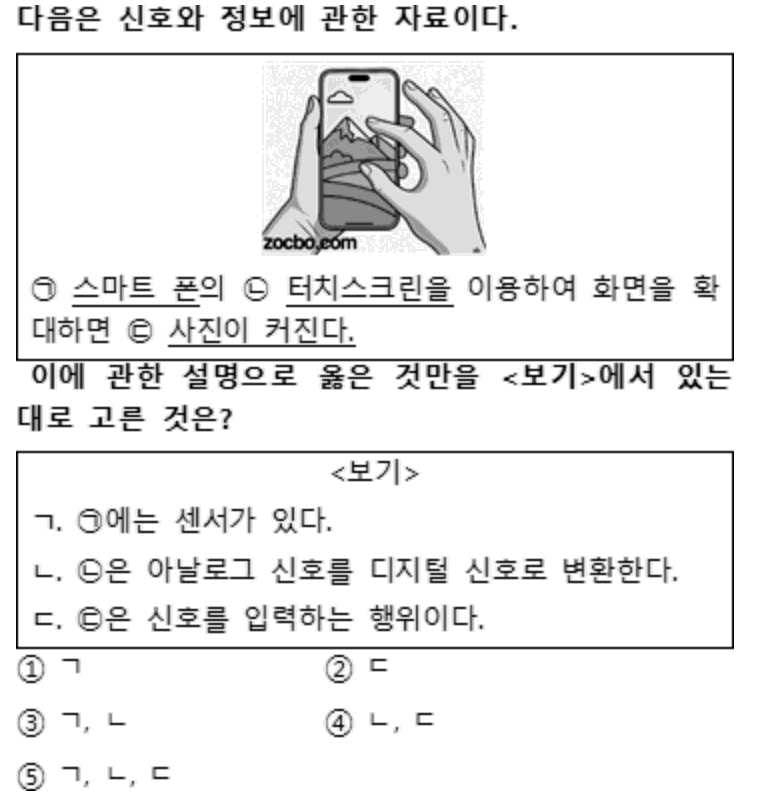 다음은 신호와 정보에 관한 자료이다.
zocbo.com
㉠ 스마트 폰의 ㉡ 터치스크린을 이용하여 화면을 확
대하면 ㉢ 사진이 커진다.
이에 관한 설명으로 옳은 것만을 <보기>에서 있는
대로 고른 것은?
<보기>
ㄱ. ㉠에는 센서가 있다.
ㄴ. ㉡은 아날로그 신호를 디지털 신호로 변환한다.
ㄷ. ㉢은 신호를 입력하는 행위이다.
① ㄱ ② ㄷ
③ ㄱ, ㄴ ④ ㄴ, ㄷ
⑤ ㄱ, ㄴ, ㄷ